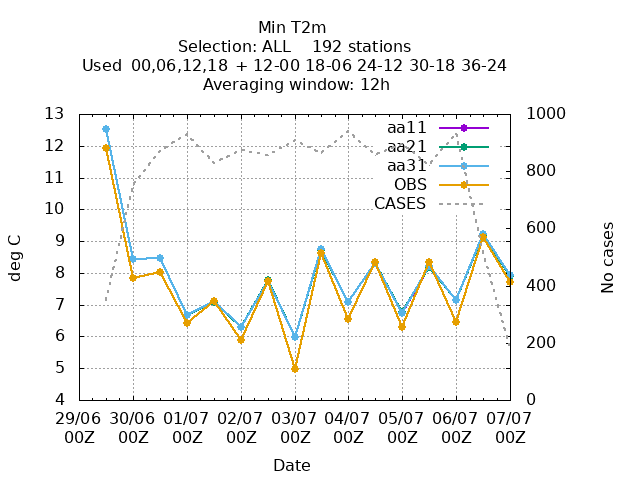 Min T2m
Selection: ALL    192 stations
Used  00,06,12,18 + 12-00 18-06 24-12 30-18 36-24
Averaging window: 12h
13
12
11
10
9
8
7
6
5
4
deg C
1000
800
600
400
200
0
No cases
aa11
aa21
aa31
OBS
CASES
29/06 30/06 01/07 02/07 03/07 04/07 05/07 06/07 07/07
00Z 00Z 00Z 00Z 00Z 00Z 00Z 00Z 00Z
Date